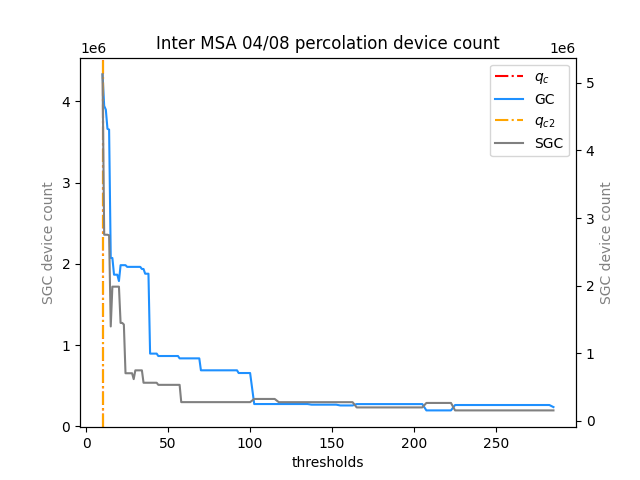 Inter MSA 04/08 percolation device count
1e6
1e6
q_c
GC
q_c2
SGC
4
3
2
1
0
5
4
3
2
1
0
SGC device count
SGC device count
0
50
100
150
200
250
thresholds